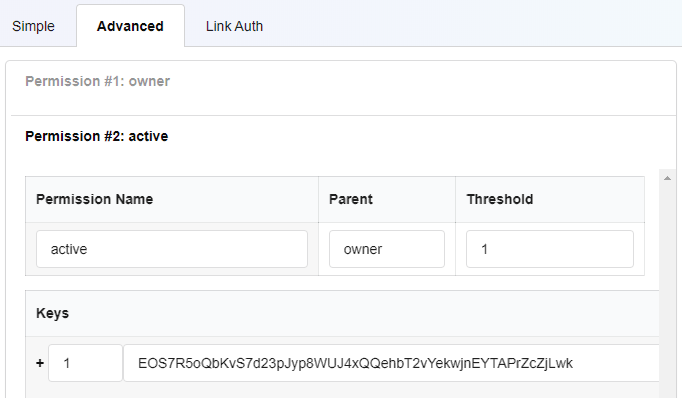 Simple Advanced Link Auth
Permission #1: owner
Permission #2: active
Permission Name Parent Threshold
active owner 1
Keys
+ 1 EOS7R5oQbKvS7d23pJyp8WUJ4xQQehbT2vYekwjnEYTAPrZcZjLwk